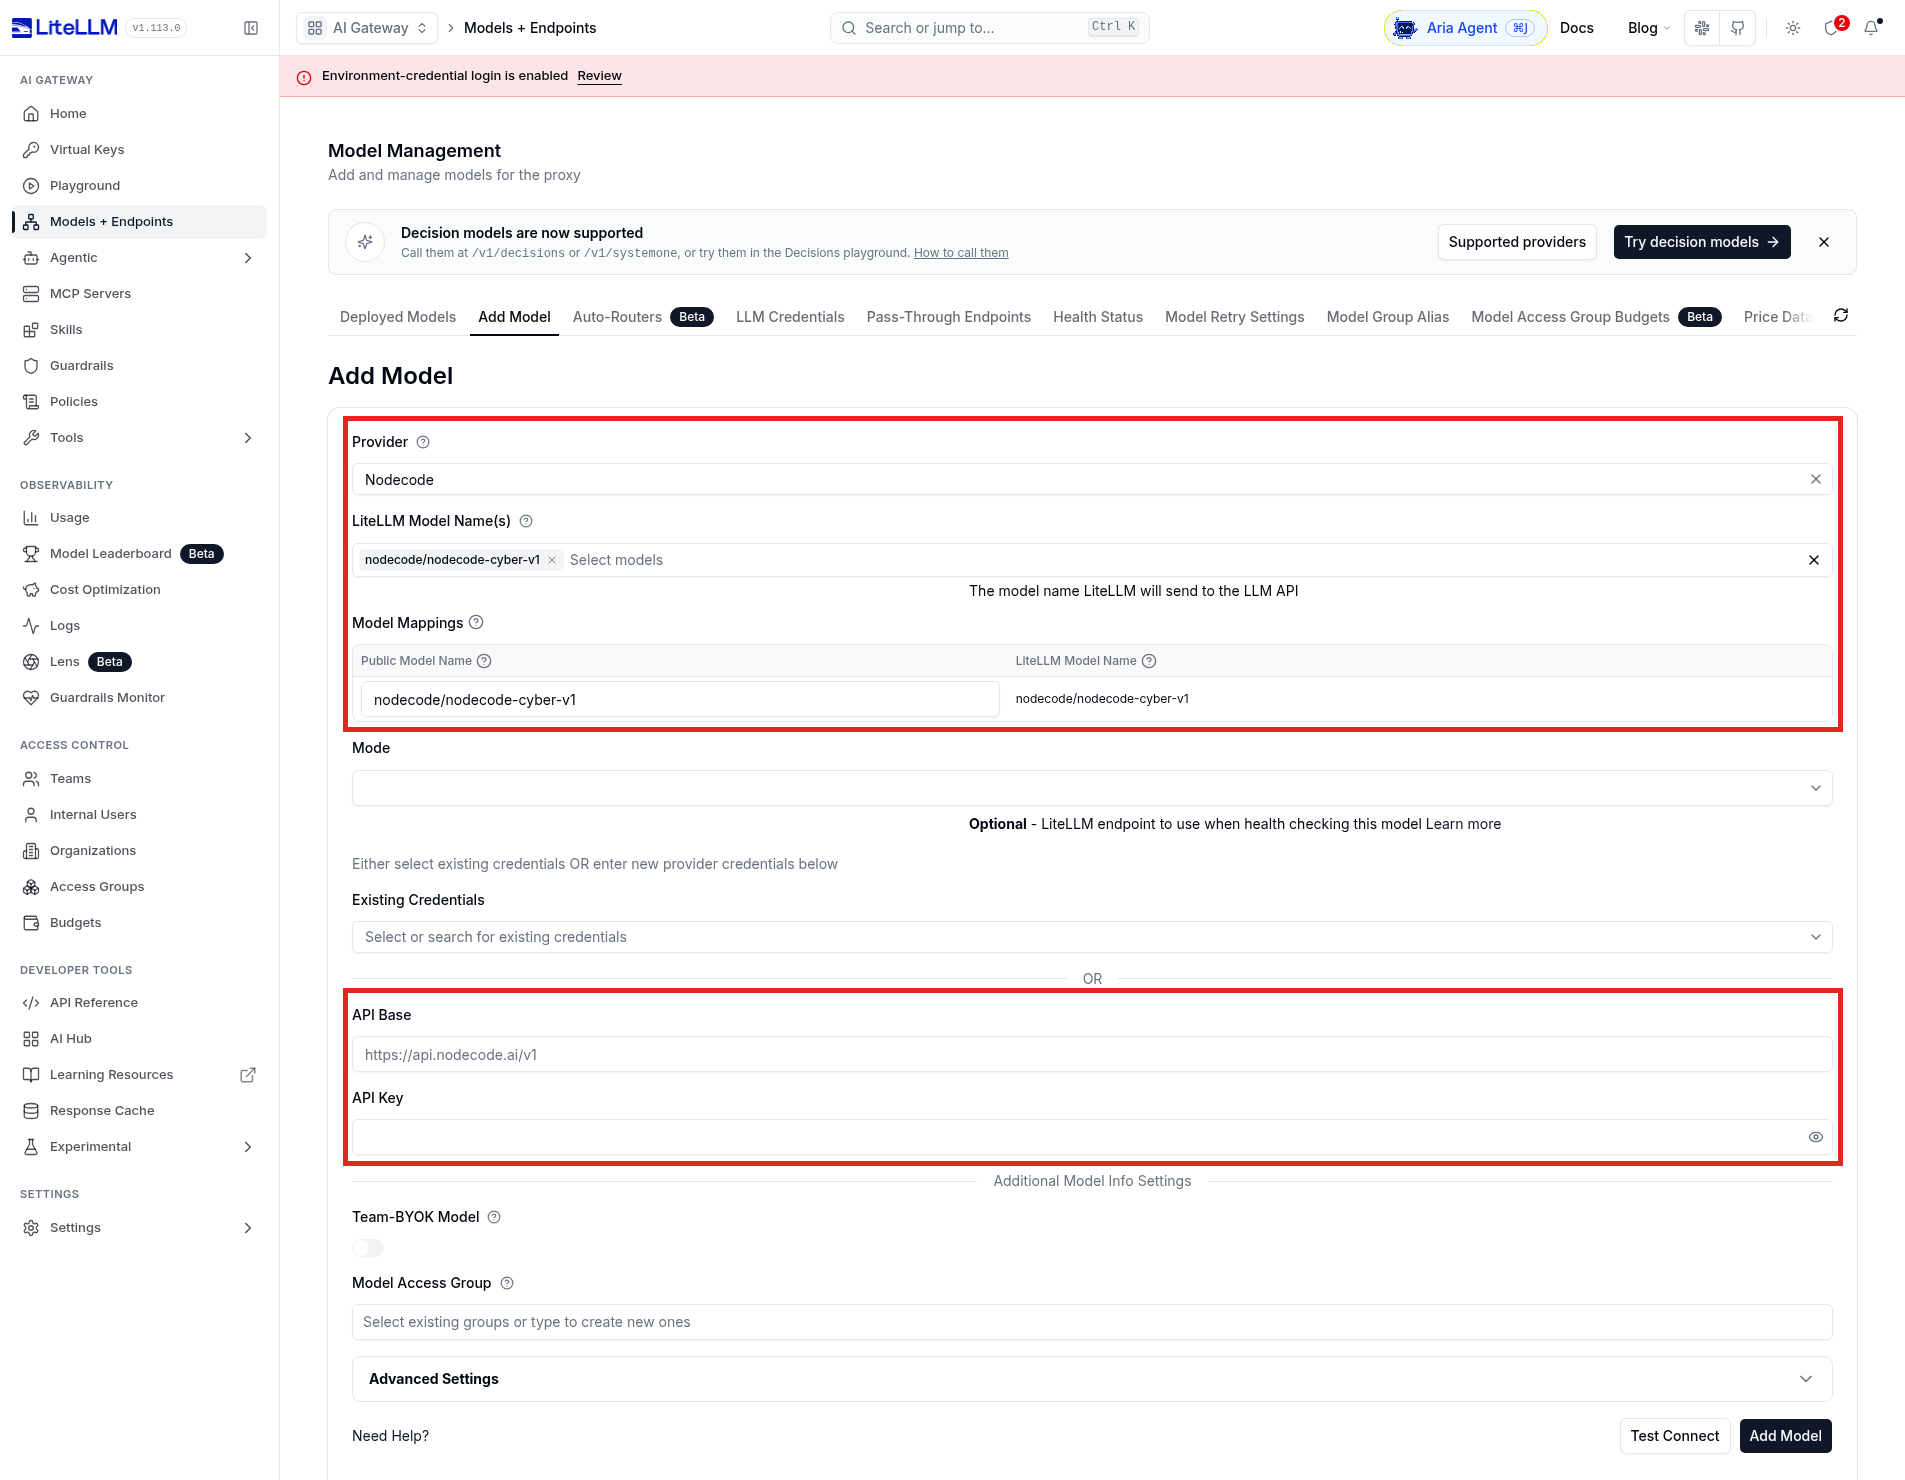 LiteLLM v1.113.0
AI Gateway
Models + Endpoints
Search or jump to... Ctrl K
Aria Agent ⌘J
Docs
Blog
2
Environment-credential login is enabled Review
AI GATEWAY
Home
Virtual Keys
Playground
Models + Endpoints
Agentic
MCP Servers
Skills
Guardrails
Policies
Tools
OBSERVABILITY
Usage
Model Leaderboard Beta
Cost Optimization
Logs
Lens Beta
Guardrails Monitor
ACCESS CONTROL
Teams
Internal Users
Organizations
Access Groups
Budgets
DEVELOPER TOOLS
API Reference
AI Hub
Learning Resources
Response Cache
Experimental
SETTINGS
Settings
Model Management
Add and manage models for the proxy
Decision models are now supported
Call them at /v1/decisions or /v1/systemone, or try them in the Decisions playground. How to call them
Supported providers
Try decision models →
Deployed Models Add Model Auto-Routers Beta LLM Credentials Pass-Through Endpoints Health Status Model Retry Settings Model Group Alias Model Access Group Budgets Beta Price Data
Add Model
Provider
Nodecode
LiteLLM Model Name(s)
nodecode/nodecode-cyber-v1 Select models
The model name LiteLLM will send to the LLM API
Model Mappings
Public Model Name LiteLLM Model Name
nodecode/nodecode-cyber-v1 nodecode/nodecode-cyber-v1
Mode
Optional - LiteLLM endpoint to use when health checking this model Learn more
Either select existing credentials OR enter new provider credentials below
Existing Credentials
Select or search for existing credentials
OR
API Base
https://api.nodecode.ai/v1
API Key
Additional Model Info Settings
Team-BYOK Model
Model Access Group
Select existing groups or type to create new ones
Advanced Settings
Need Help?
Test Connect
Add Model